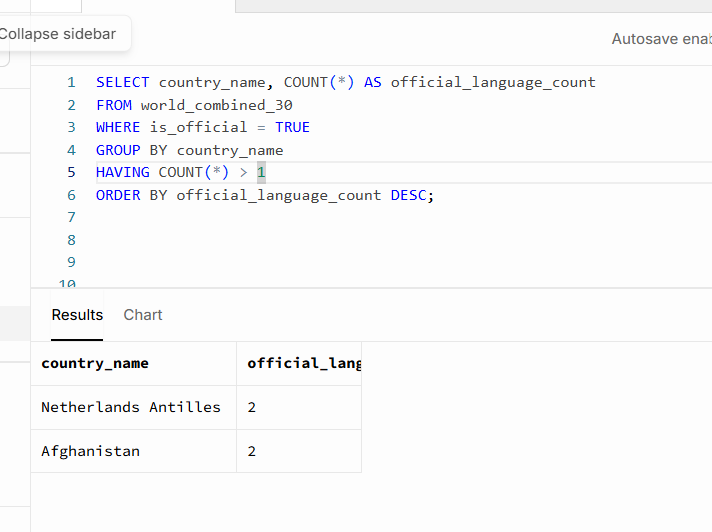 Collapse sidebar
Autosave enab
1 SELECT country_name, COUNT(*) AS official_language_count
2 FROM world_combined_30
3 WHERE is_official = TRUE
4 GROUP BY country_name
5 HAVING COUNT(*) > 1
6 ORDER BY official_language_count DESC;
7
8
9
10
Results Chart
country_name official_lang
Netherlands Antilles 2
Afghanistan 2